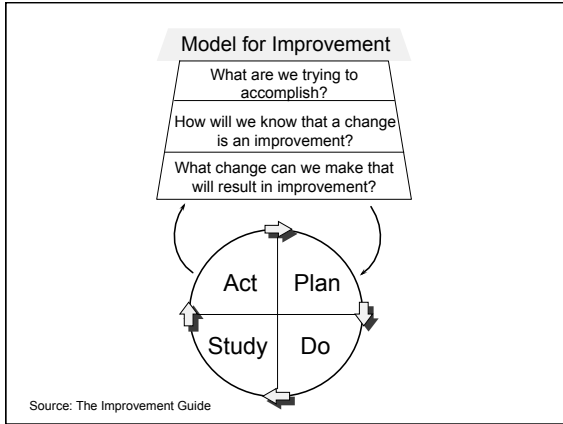 Model for Improvement
What are we trying to
accomplish?
How will we know that a change
is an improvement?
What change can we make that
will result in improvement?
Act
Plan
Study
Do
Source: The Improvement Guide